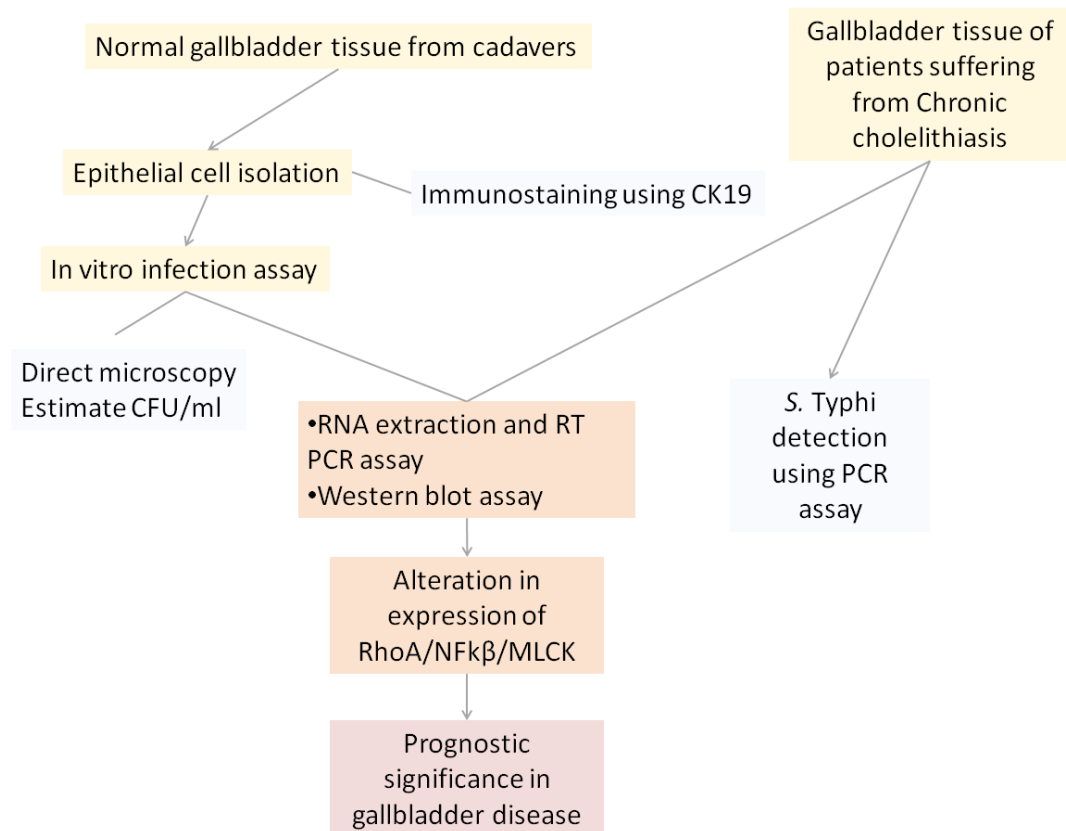 Normal gallbladder tissue from cadavers
Gallbladder tissue of
patients suffering
from Chronic
cholelithiasis
Epithelial cell isolation
Immunostaining using CK19
In vitro infection assay
Direct microscopy
Estimate CFU/ml
•RNA extraction and RT
PCR assay
•Western blot assay
S. Typhi
detection
using PCR
assay
Alteration in
expression of
RhoA/NFkβ/MLCK
Prognostic
significance in
gallbladder disease